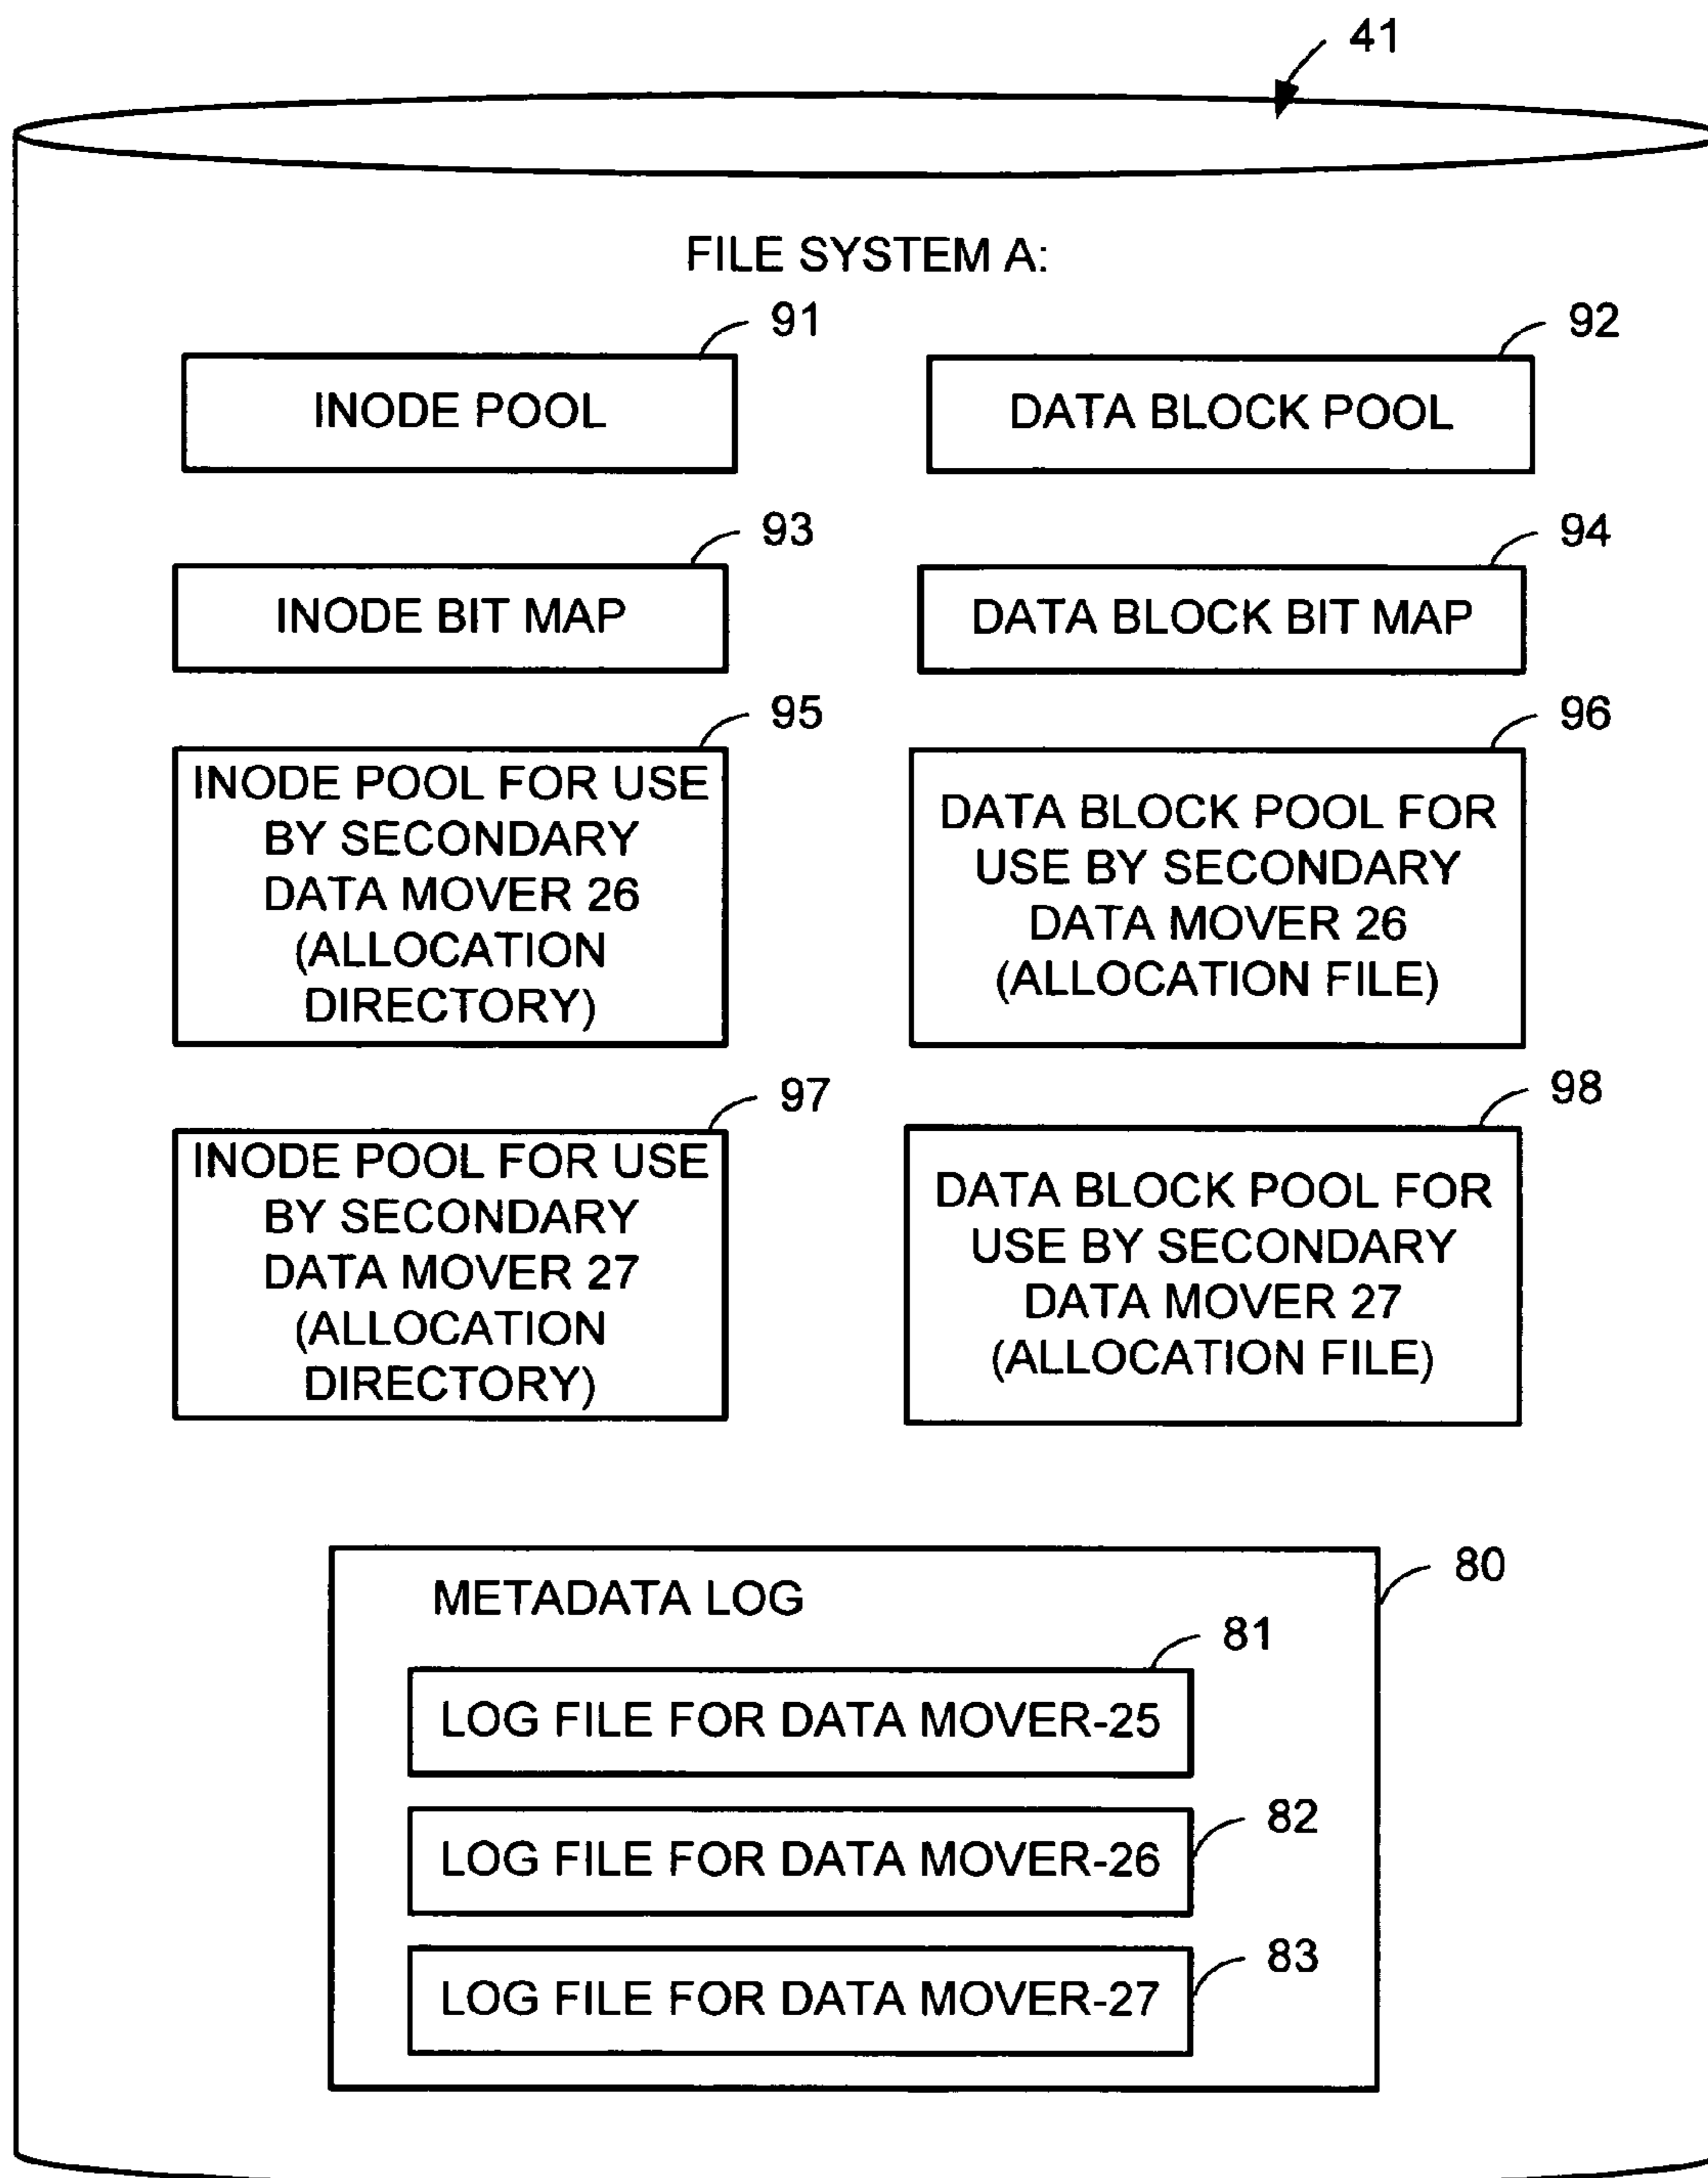 41
FILE SYSTEM A:
91
92
INODE POOL
DATA BLOCK POOL
93
94
INODE BIT MAP
DATA BLOCK BIT MAP
95
96
INODE POOL FOR USE
BY SECONDARY
DATA MOVER 26
(ALLOCATION
DIRECTORY)
DATA BLOCK POOL FOR
USE BY SECONDARY
DATA MOVER 26
(ALLOCATION FILE)
97
98
INODE POOL FOR USE
BY SECONDARY
DATA MOVER 27
(ALLOCATION
DIRECTORY)
DATA BLOCK POOL FOR
USE BY SECONDARY
DATA MOVER 27
(ALLOCATION FILE)
80
METADATA LOG
81
LOG FILE FOR DATA MOVER-25
82
LOG FILE FOR DATA MOVER-26
83
LOG FILE FOR DATA MOVER-27